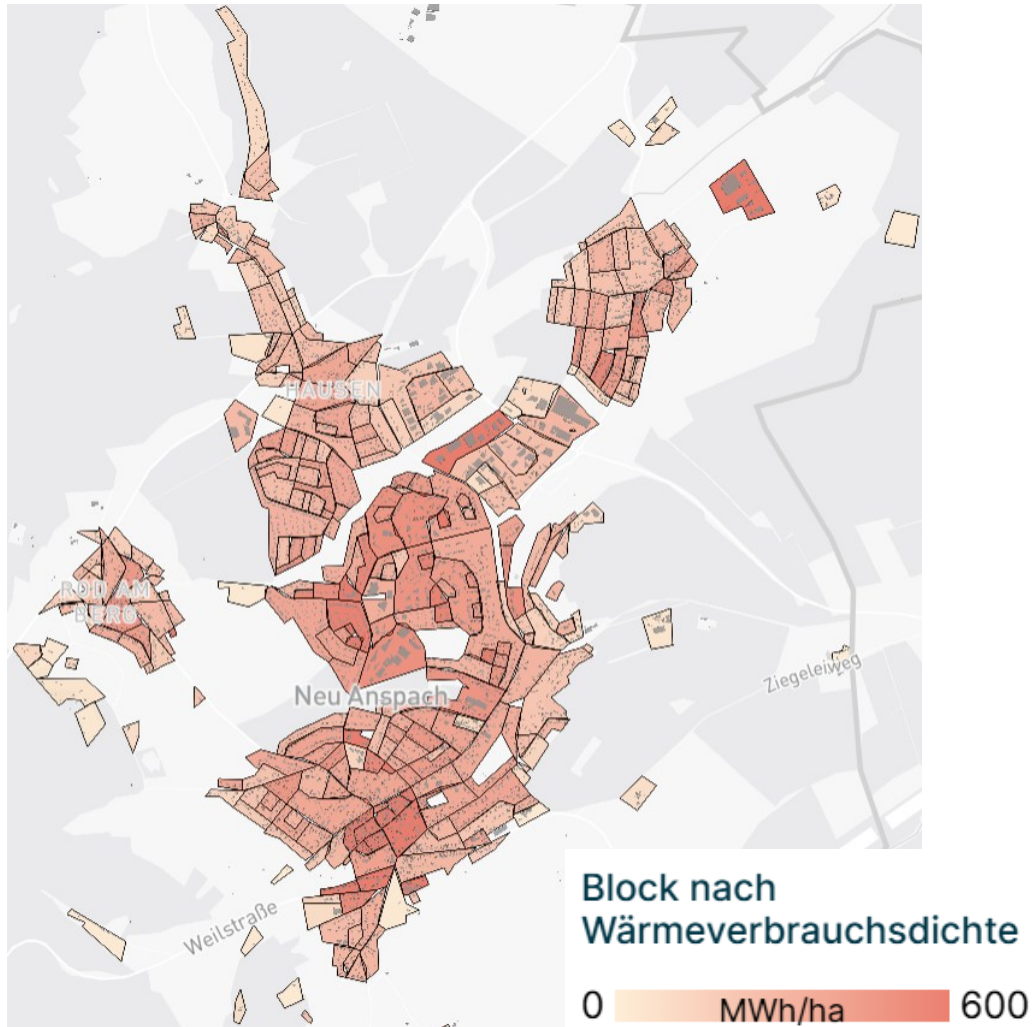 HAUSEN
ROD AM
BERG
Neu Anspach
Ziegeleiweg
Weilstraße
Block nach
Wärmeverbrauchsdichte
0 MWh/ha 600